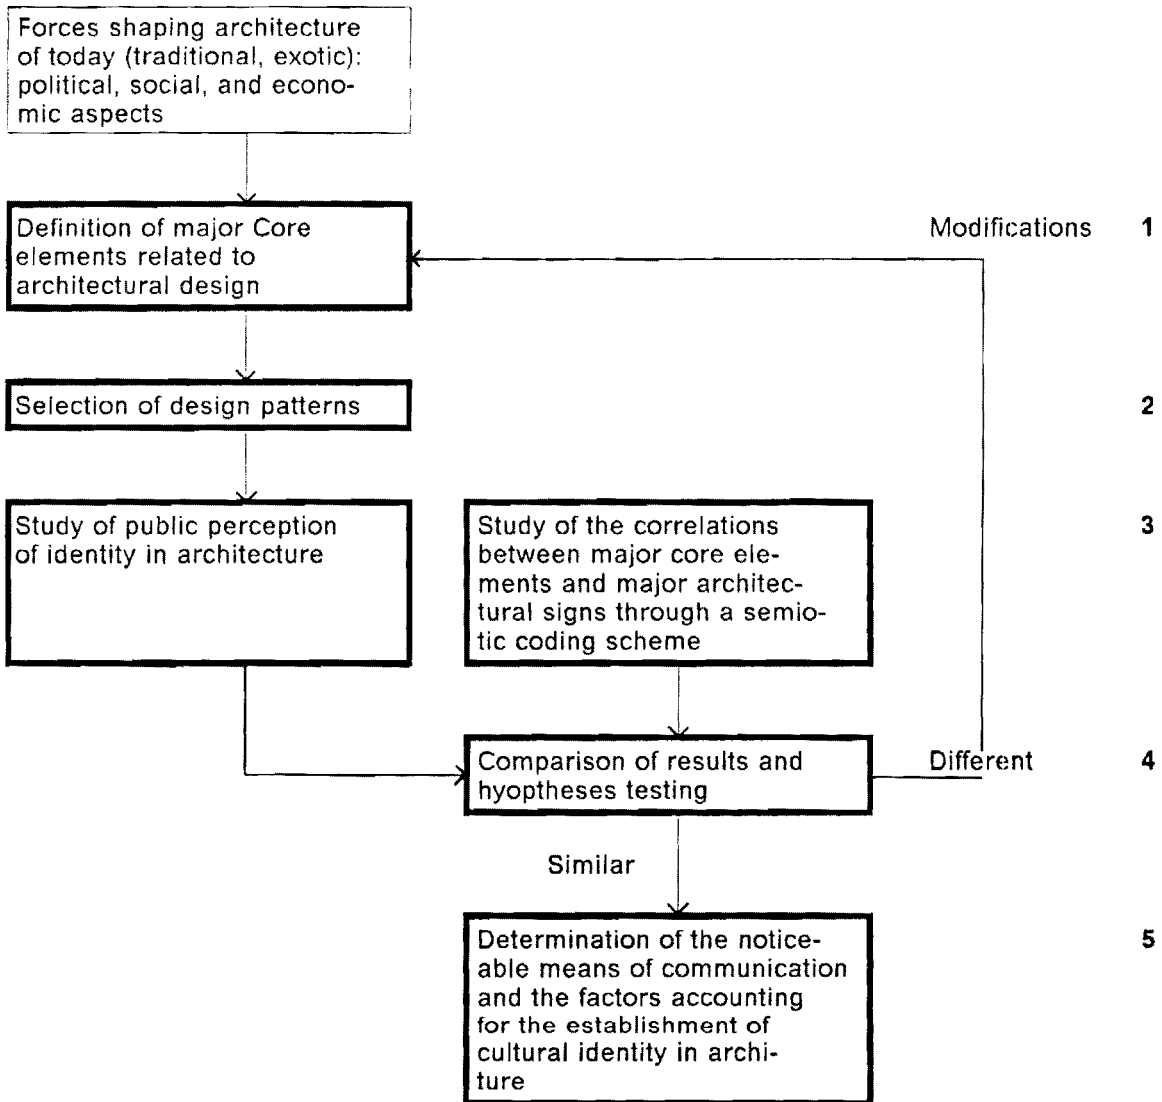 Forces shaping architecture
of today (traditional, exotic):
political, social, and econo-
mic aspects
Definition of major Core
elements related to
architectural design
Modifications 1
Selection of design patterns
2
Study of public perception
of identity in architecture
Study of the correlations
between major core ele-
ments and major architec-
tural signs through a semio-
tic coding scheme
3
Comparison of results and
hyoptheses testing
Different 4
Similar
Determination of the notice-
able means of communication
and the factors accounting
for the establishment of
cultural identity in archi-
ture
5